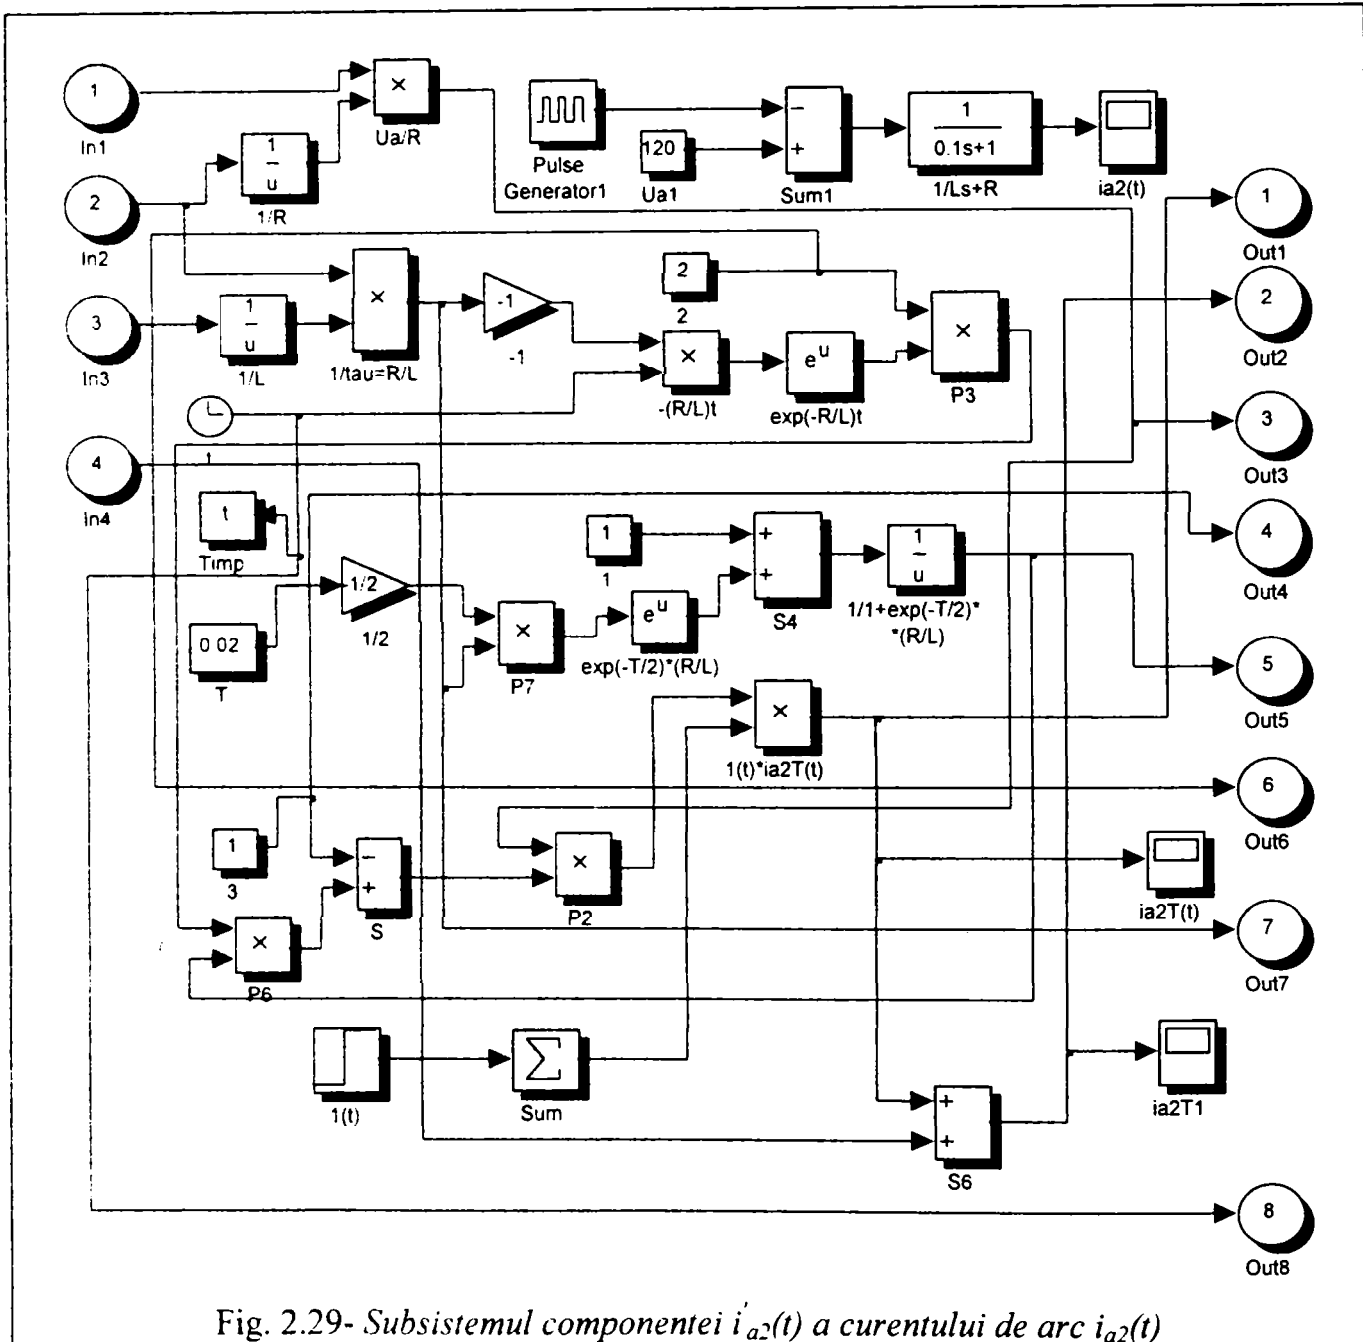 1
In1
×
Ua/R
Pulse
Generator1
120
Ua1
−
+
Sum1
1
0.1s+1
1/Ls+R
ia2(t)
1
u
1/R
2
In2
1
Out1
3
In3
1
u
1/L
×
1/tau=R/L
-1
-1
2
2
×
-(R/L)t
e^u
exp(-R/L)t
×
P3
2
Out2
3
Out3
4
In4
t
Timp
1/2
1/2
0.02
T
×
P7
1
1
e^u
exp(-T/2)*(R/L)
+
+
S4
1
u
1/1+exp(-T/2)*
*(R/L)
4
Out4
5
Out5
×
1(t)*ia2T(t)
6
Out6
1
3
−
+
S
×
P2
ia2T(t)
×
P6
7
Out7
1(t)
Σ
Sum
+
+
S6
ia2T1
8
Out8
Fig. 2.29- Subsistemul componentei i'a2(t) a curentului de arc ia2(t)